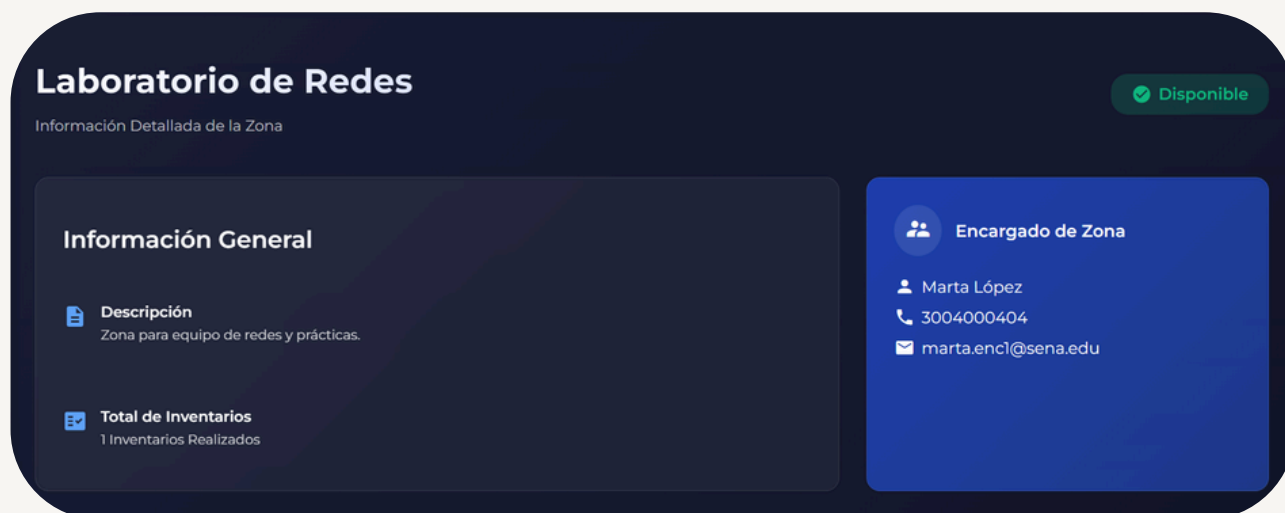 Laboratorio de Redes
Disponible
Información Detallada de la Zona
Información General
Descripción
Zona para equipo de redes y prácticas.
Total de Inventarios
1 Inventarios Realizados
Encargado de Zona
Marta López
3004000404
marta.enc1@sena.edu